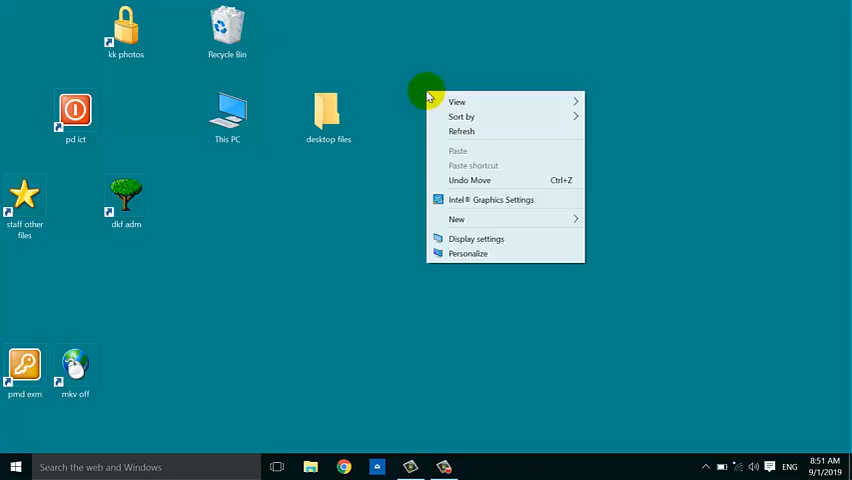 kk photos
Recycle Bin
pd ict
This PC
desktop files
staff other
files
dkf adm
pmd exm
mkv off
View
Sort by
Refresh
Paste
Paste shortcut
Undo Move Ctrl+Z
Intel® Graphics Settings
New
Display settings
Personalize
Search the web and Windows
ENG
8:51 AM
9/1/2019